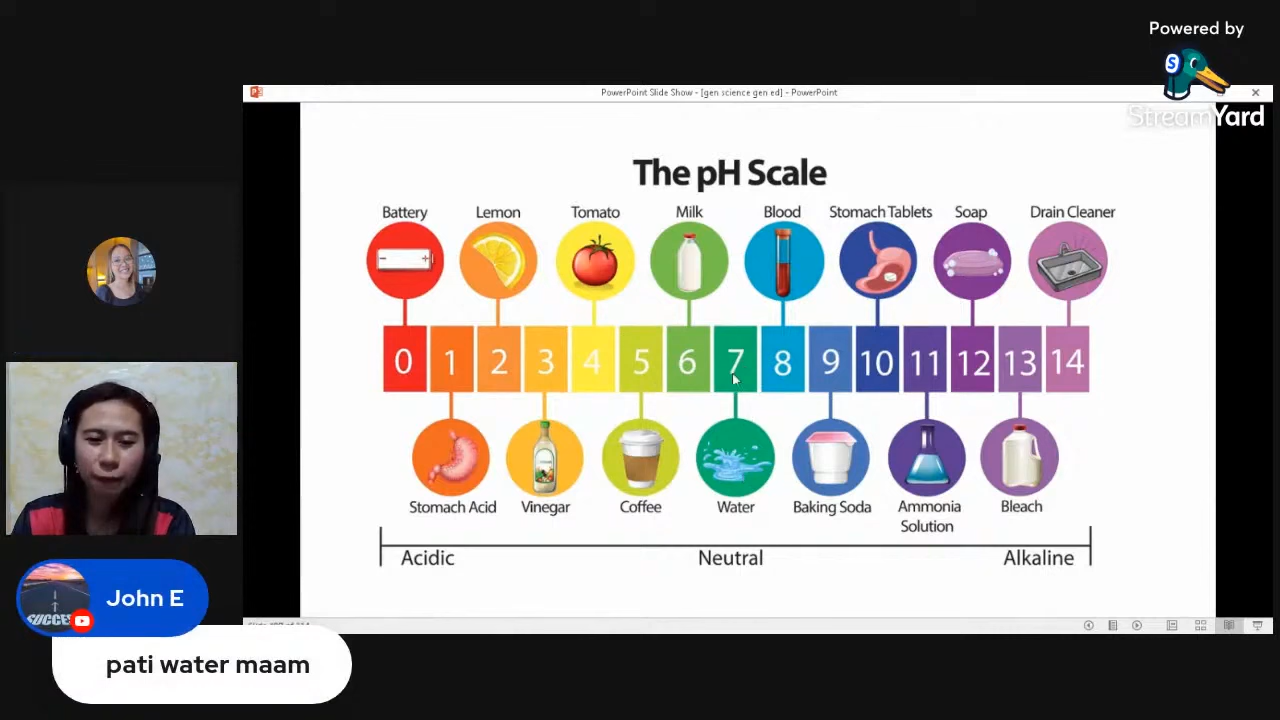 Powered by
StreamYard
PowerPoint Slide Show - [gen science gen ed] - PowerPoint
The pH Scale
Battery
Lemon
Tomato
Milk
Blood
Stomach Tablets
Soap
Drain Cleaner
0 1 2 3 4 5 6 7 8 9 10 11 12 13 14
Stomach Acid
Vinegar
Coffee
Water
Baking Soda
Ammonia
Solution
Bleach
Acidic
Neutral
Alkaline
John E
SUCCE
pati water maam